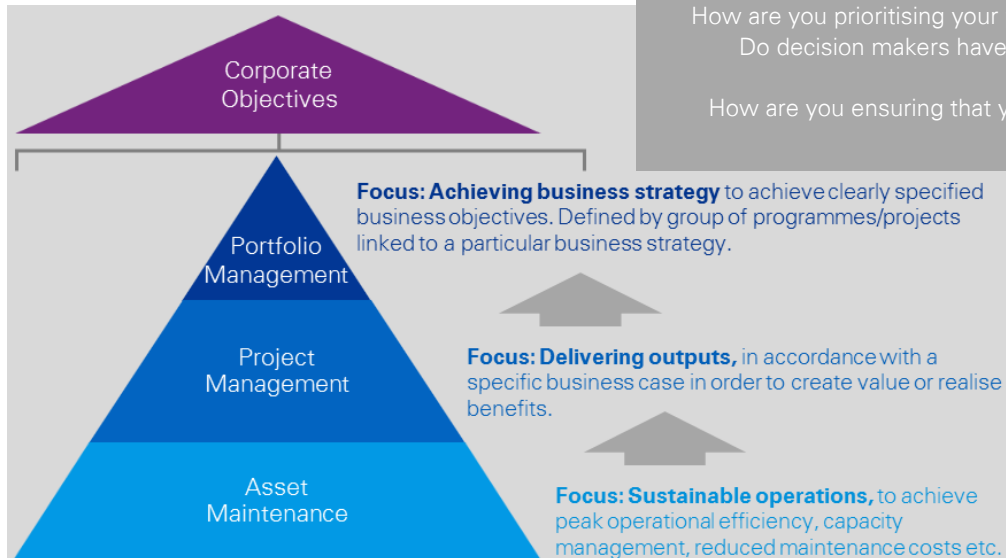 How are you prioritising your
Do decision makers have
How are you ensuring that y
Corporate
Objectives
Focus: Achieving business strategy to achieve clearly specified
business objectives. Defined by group of programmes/projects
linked to a particular business strategy.
Portfolio
Management
Focus: Delivering outputs, in accordance with a
specific business case in order to create value or realise
benefits.
Project
Management
Focus: Sustainable operations, to achieve
peak operational efficiency, capacity
management, reduced maintenance costs etc.
Asset
Maintenance